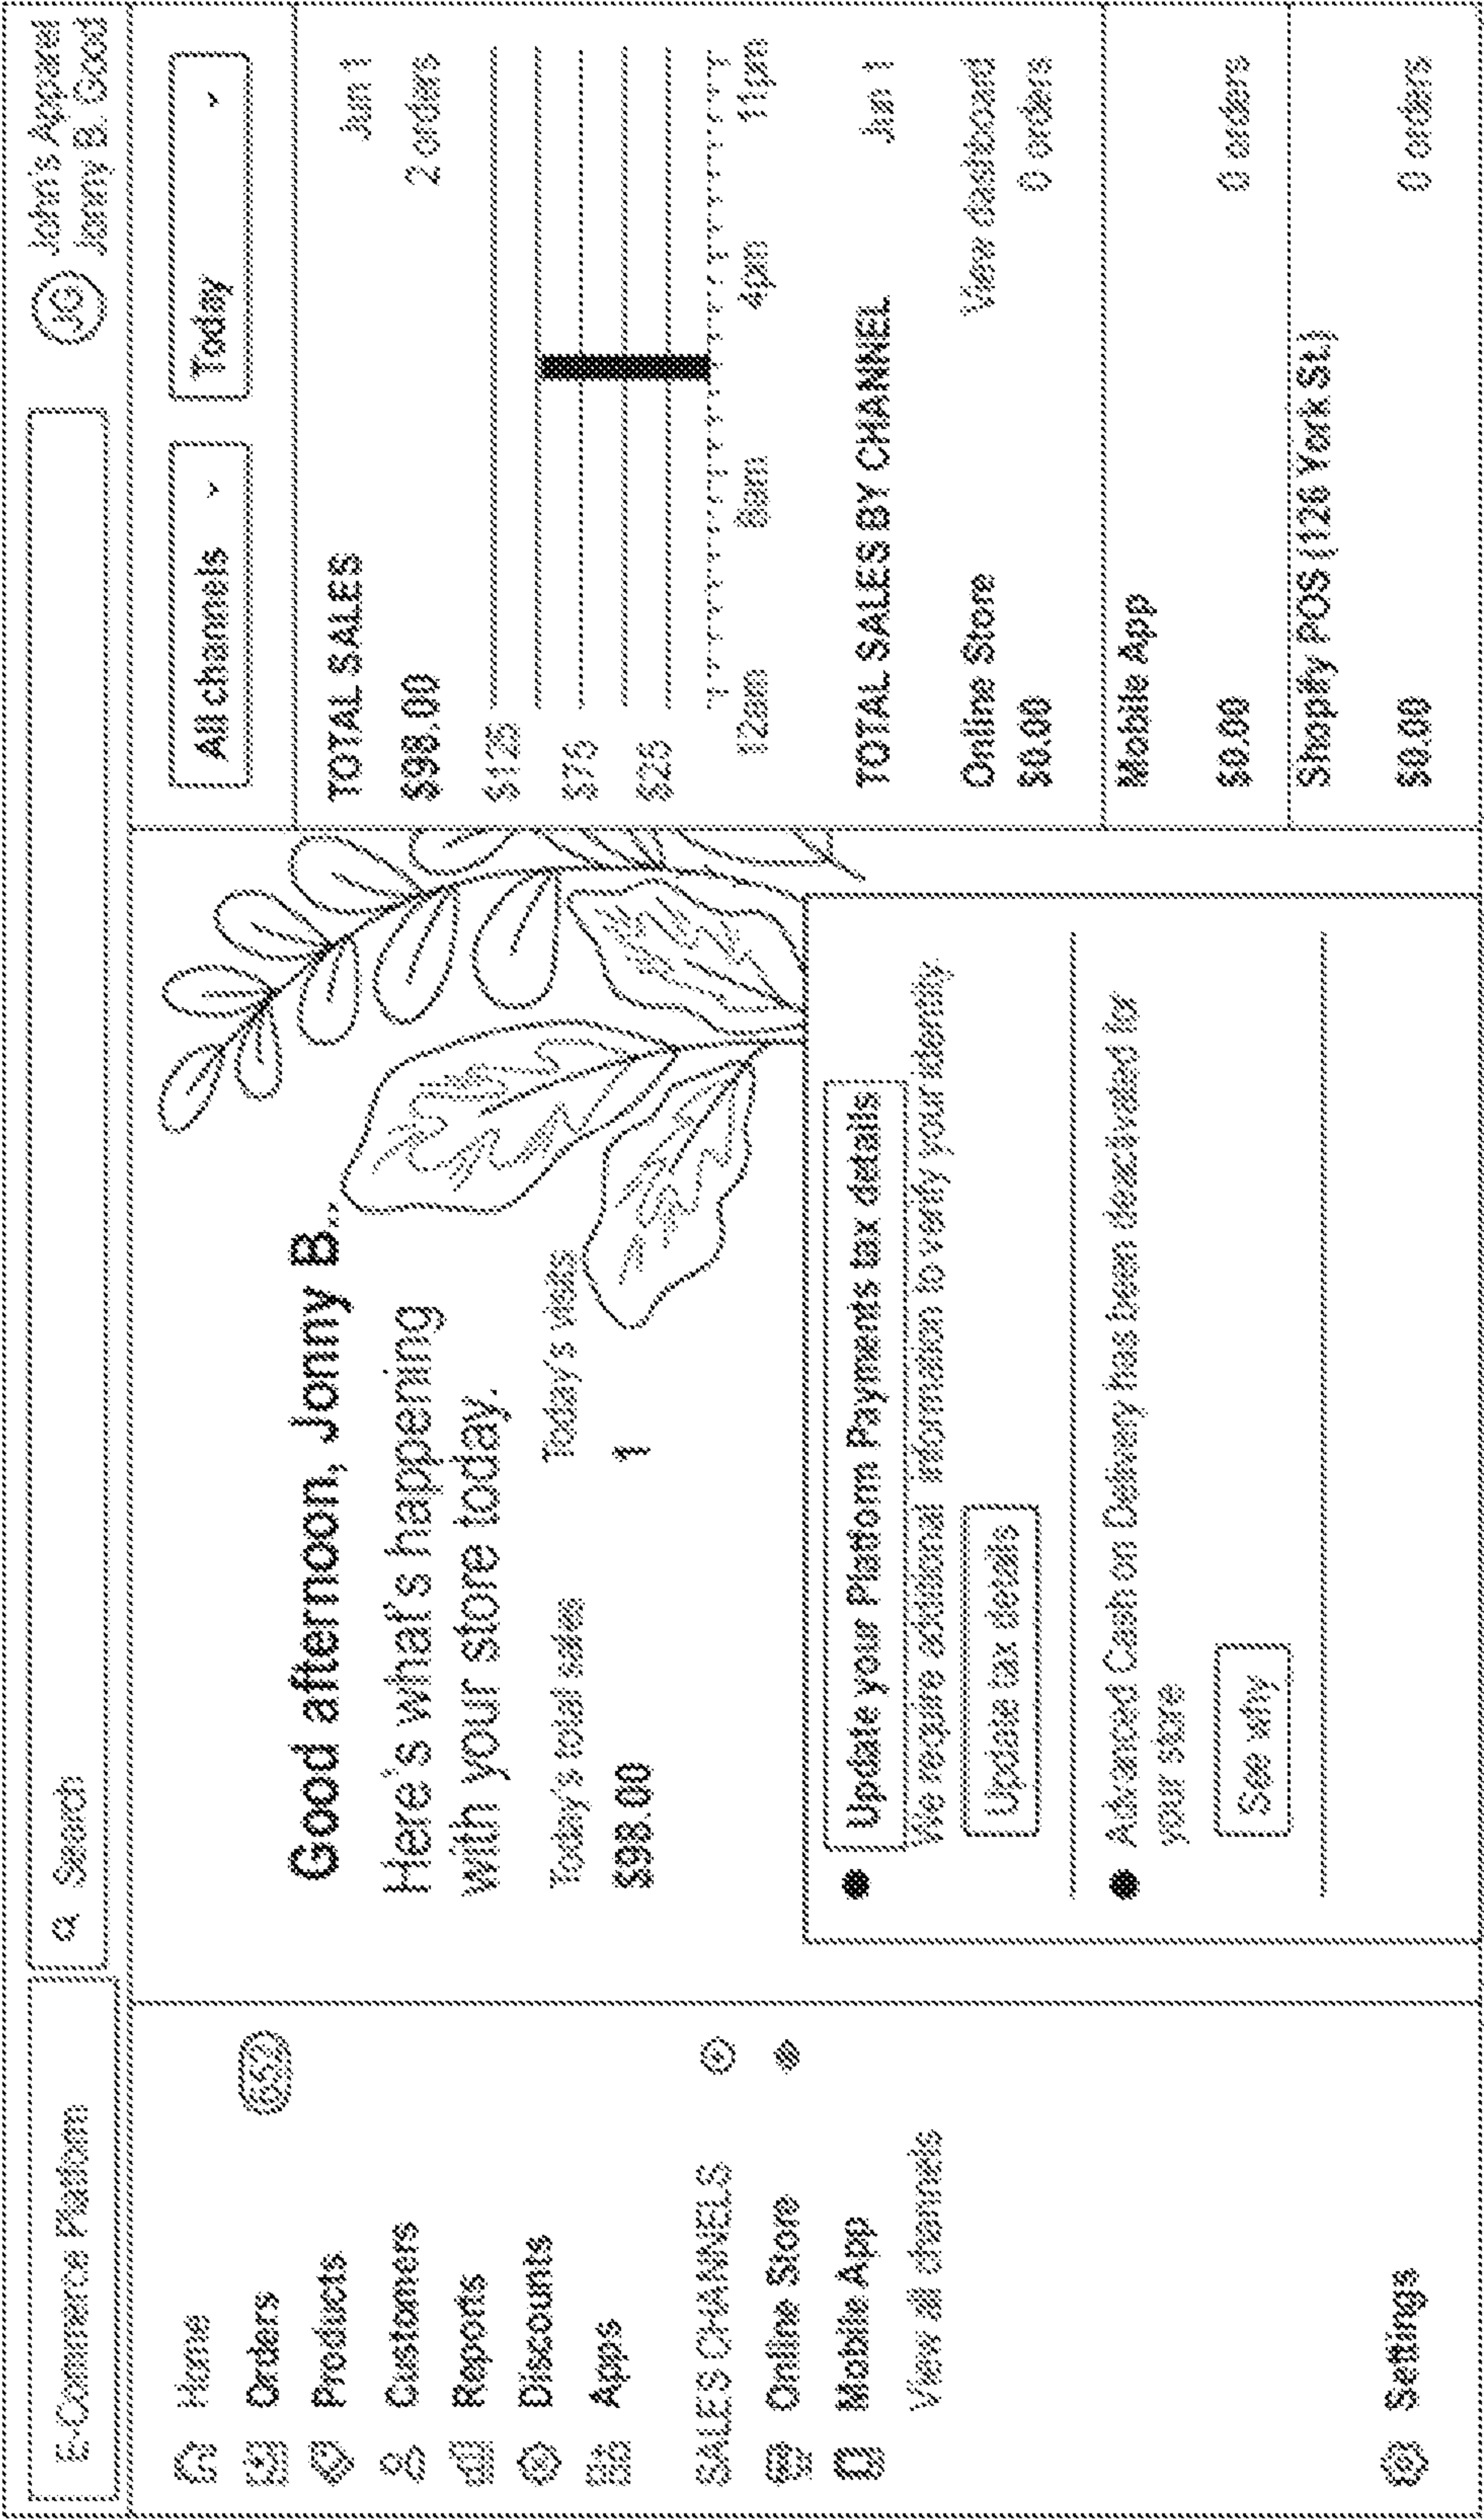 E-Commerce Platform
Search
JG
John's Apparel
Jonny B. Good
Home
Orders
Products
Customers
Reports
Discounts
Apps
SALES CHANNELS
Online Store
Mobile App
View all channels
Settings
Good afternoon, Jonny B..
Here's what's happening
with your store today.
Today's total sales
Today's visits
$98.00
1
Update your Platform Payments tax details
We require additional information to verify your identity.
Update tax details
Advanced Cash on Delivery has been deactivated for
your store
See why
All channels
Today
TOTAL SALES
Jun 1
$98.00
2 orders
$125
$75
$25
12am
8am
4pm
11pm
TOTAL SALES BY CHANNEL
Jun 1
Online Store
View dashboard
$0.00
0 orders
Mobile App
$0.00
0 orders
Shopify POS (126 York St.)
$0.00
0 orders